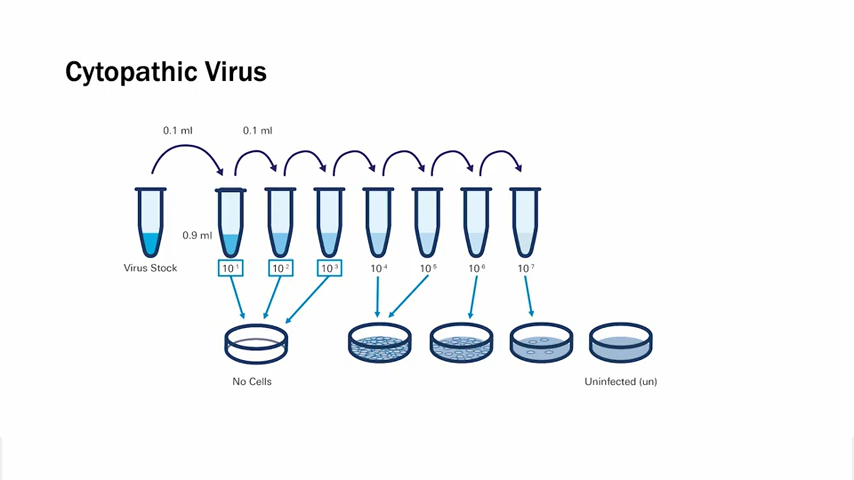 Cytopathic Virus
0.1 ml
0.1 ml
0.9 ml
Virus Stock
10⁻¹
10⁻²
10⁻³
10⁻⁴
10⁻⁵
10⁻⁶
10⁻⁷
No Cells
Uninfected (un)